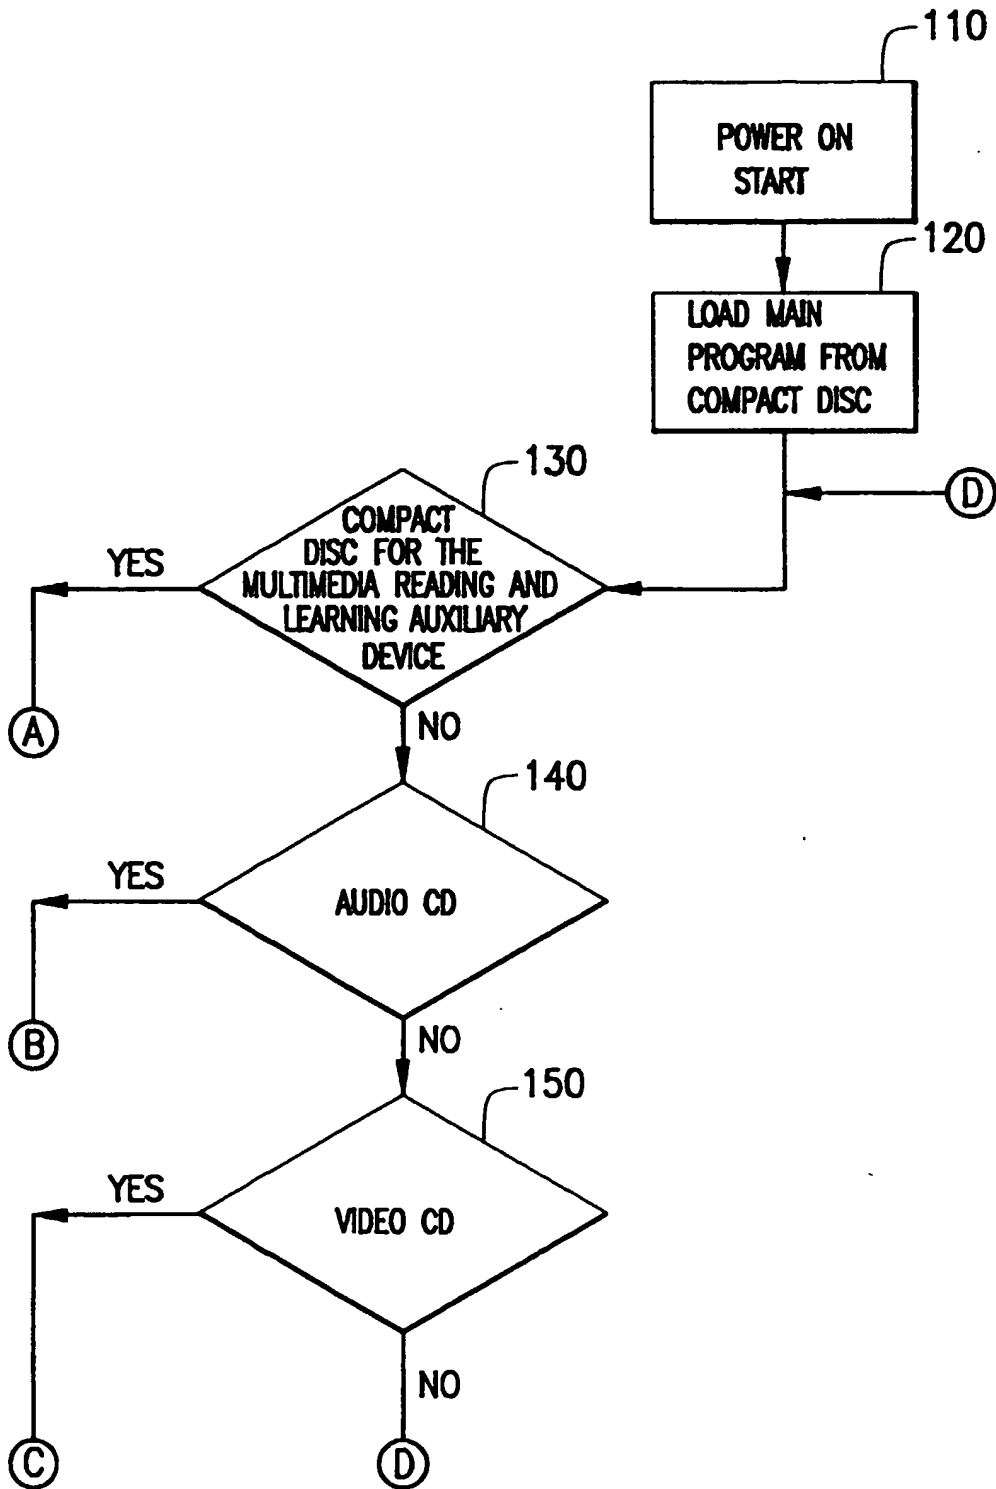 110
POWER ON
START
120
LOAD MAIN
PROGRAM FROM
COMPACT DISC
D
130
COMPACT
DISC FOR THE
MULTIMEDIA READING AND
LEARNING AUXILIARY
DEVICE
YES
A
NO
140
AUDIO CD
YES
B
NO
150
VIDEO CD
YES
C
NO
D